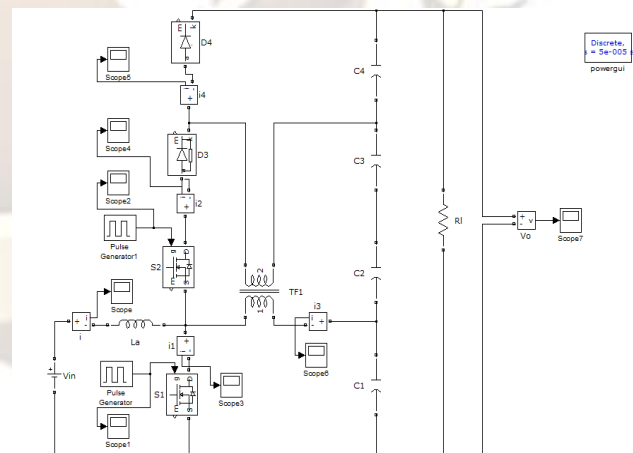 E
k
D4
Scope5
i4
Discrete,
s = 5e-005 s
powergui
C4
Scope4
E
k
D3
C3
Scope2
i2
Pulse
Generator1
g
D
S2
E
S
2
TF1
1
C2
Rl
+
-
v
Vo
Scope7
Scope
+
i
-
i
La
i3
i
-
+
i1
+
i
-
Scope6
+
Vin
Pulse
Generator
S1
g
D
E
S
Scope3
C1
Scope1